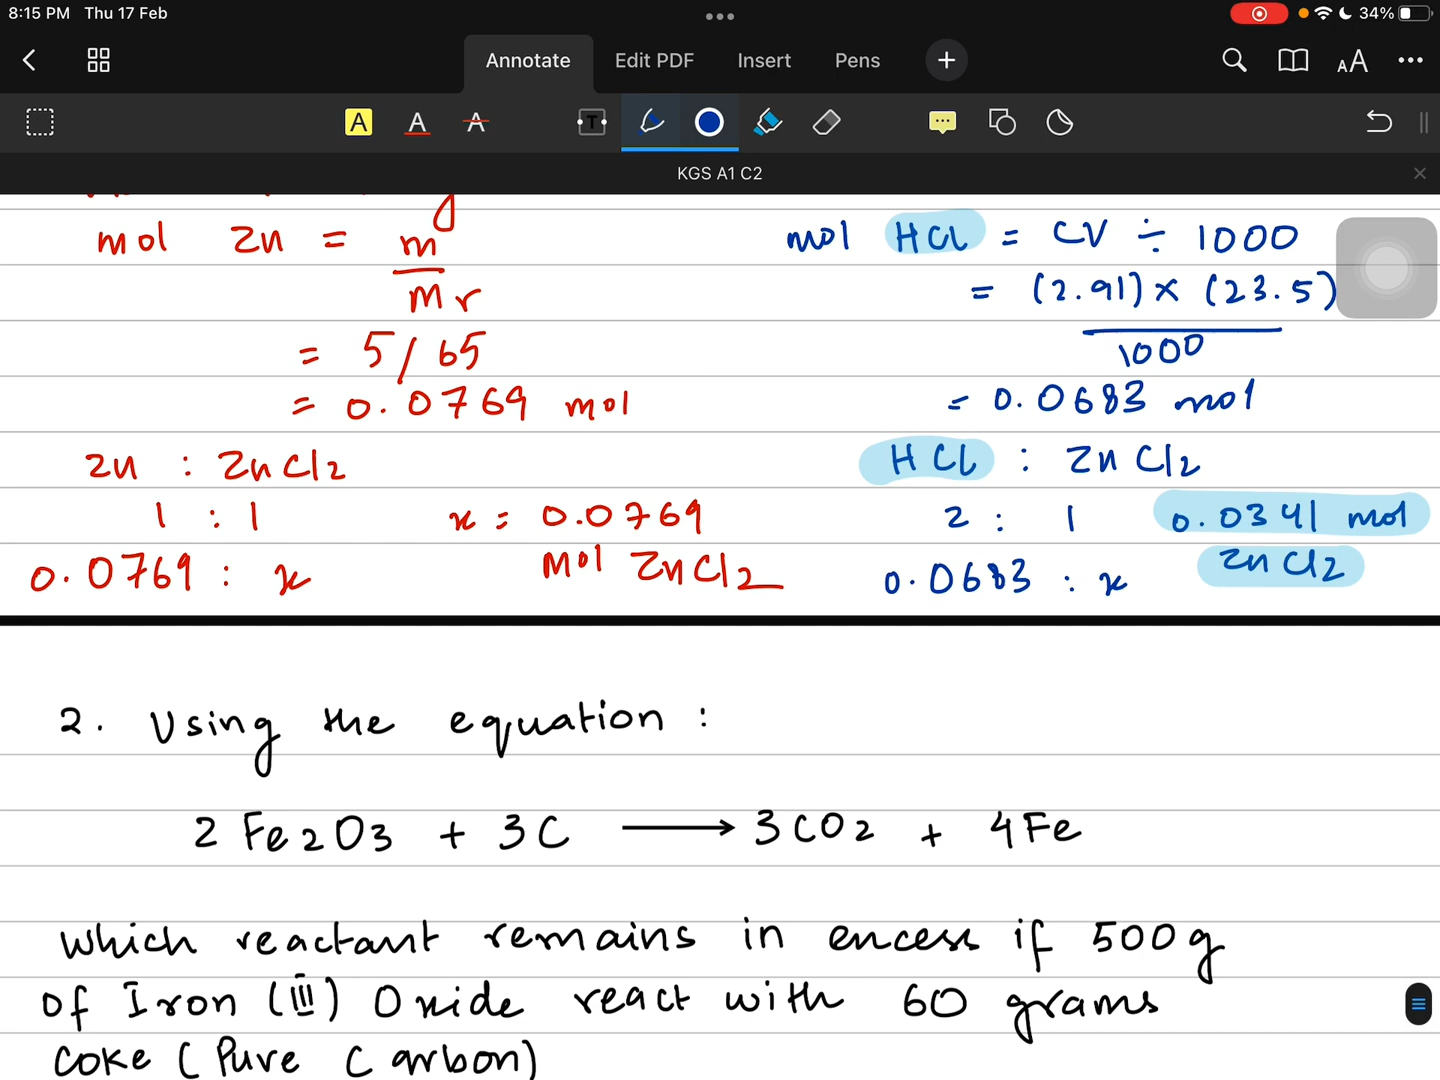 8:15 PM Thu 17 Feb
34%
Annotate Edit PDF Insert Pens
KGS A1 C2
mol Zn = m
Mr
= 5/65
= 0.0769 mol
Zn : ZnCl2
1 : 1 x = 0.0769
0.0769 : x mol ZnCl2
mol HCl = CV ÷ 1000
= (2.91) x (23.5)
1000
= 0.0683 mol
HCl : ZnCl2
2 : 1 0.0341 mol
0.0683 : x ZnCl2
2. Using the equation :
2 Fe2O3 + 3C → 3CO2 + 4Fe
which reactant remains in excess if 500g
of Iron (III) Oxide react with 60 grams
coke (Pure Carbon)